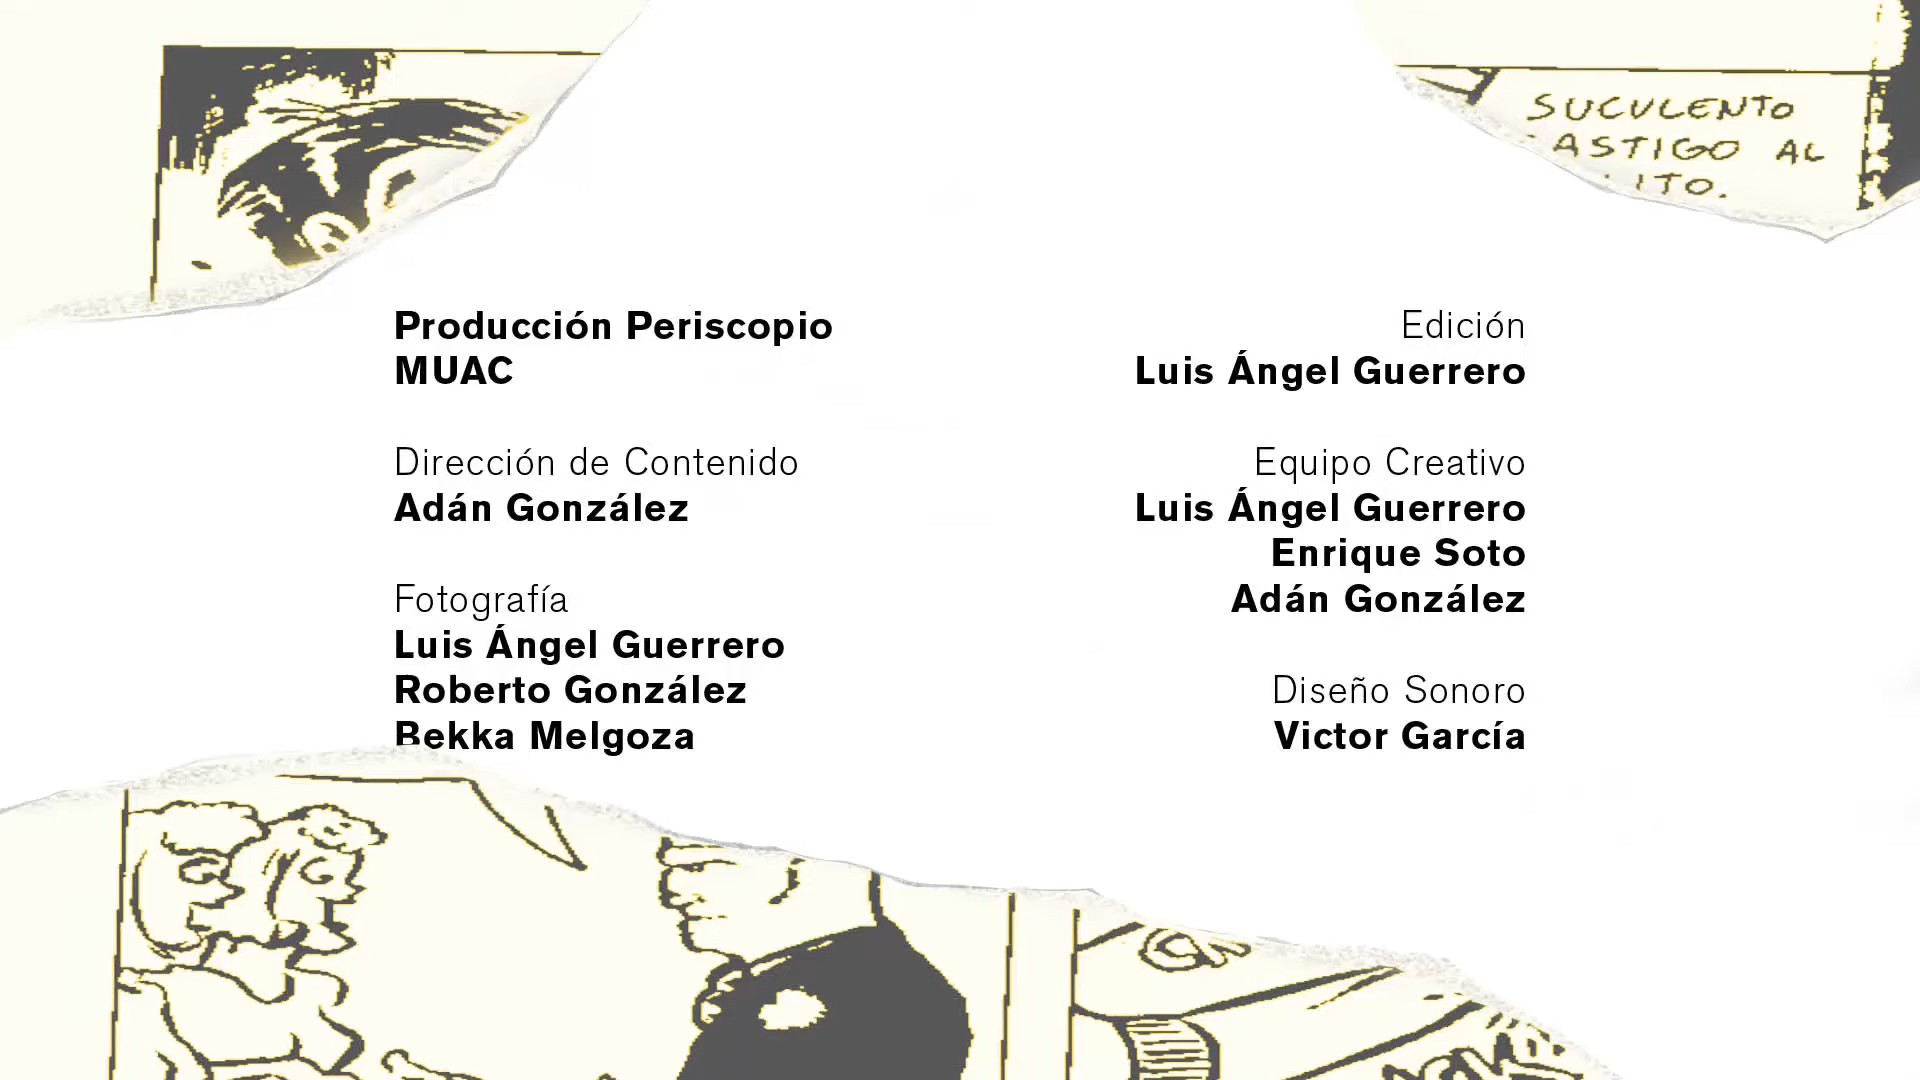 SUCULENTO
ASTIGO AL
Producción Periscopio
MUAC
Dirección de Contenido
Adán González
Fotografía
Luis Ángel Guerrero
Roberto González
Bekka Melgoza
Edición
Luis Ángel Guerrero
Equipo Creativo
Luis Ángel Guerrero
Enrique Soto
Adán González
Diseño Sonoro
Victor García